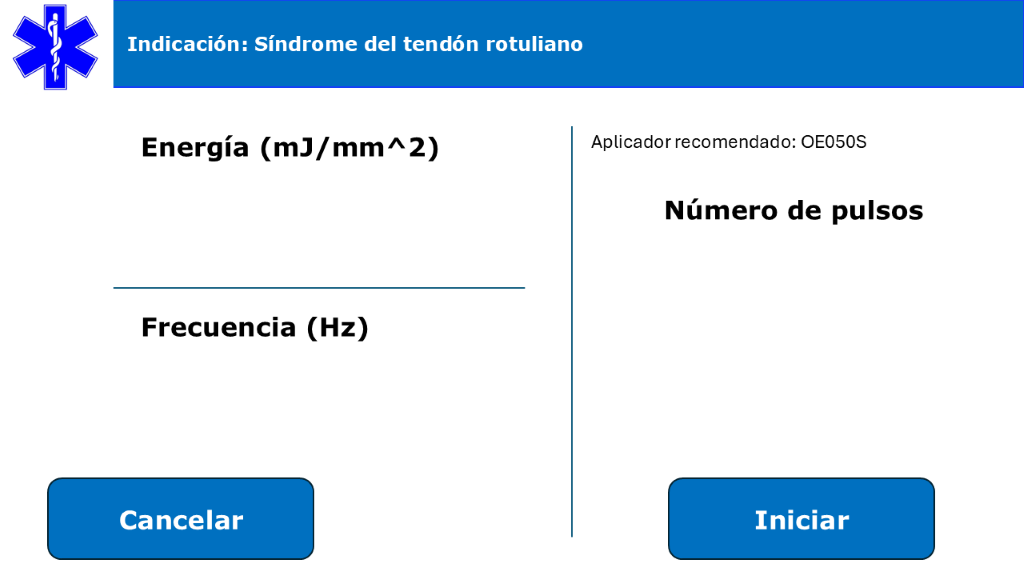 Indicación: Síndrome del tendón rotuliano
Energía (mJ/mm^2)
Frecuencia (Hz)
Aplicador recomendado: OE050S
Número de pulsos
Cancelar
Iniciar